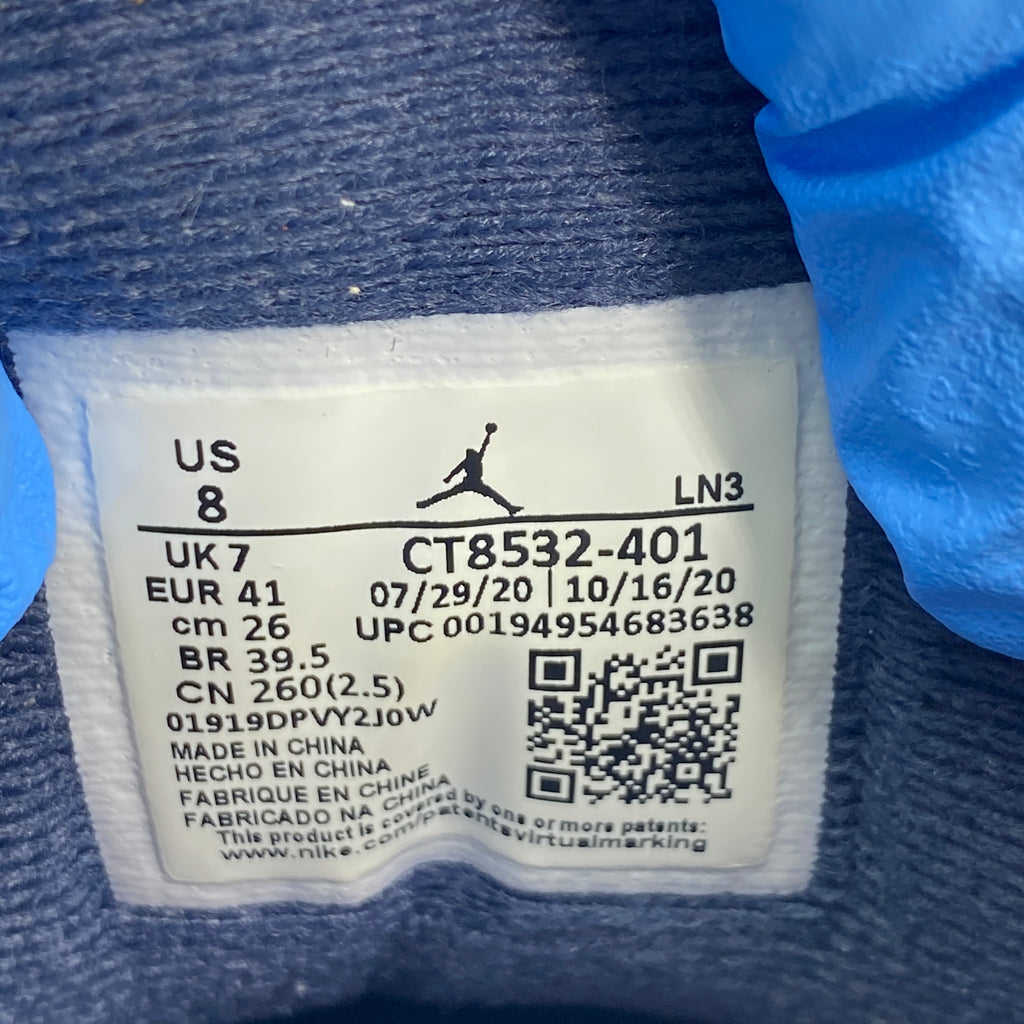 US
8
LN3
UK 7
CT8532-401
EUR 41
07/29/20 | 10/16/20
cm 26
UPC 00194954683638
BR 39.5
CN 260(2.5)
01919DPVY2J0W
MADE IN CHINA
HECHO EN CHINA
FABRIQUE EN CHINE
FABRICADO NA CHINA
This product is covered by one or more patents:
www.nike.com/patentsvirtualmarking